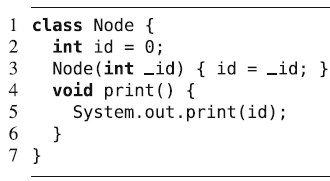 1 class Node {
2   int id = 0;
3   Node(int _id) { id = _id; }
4   void print() {
5     System.out.print(id);
6   }
7 }